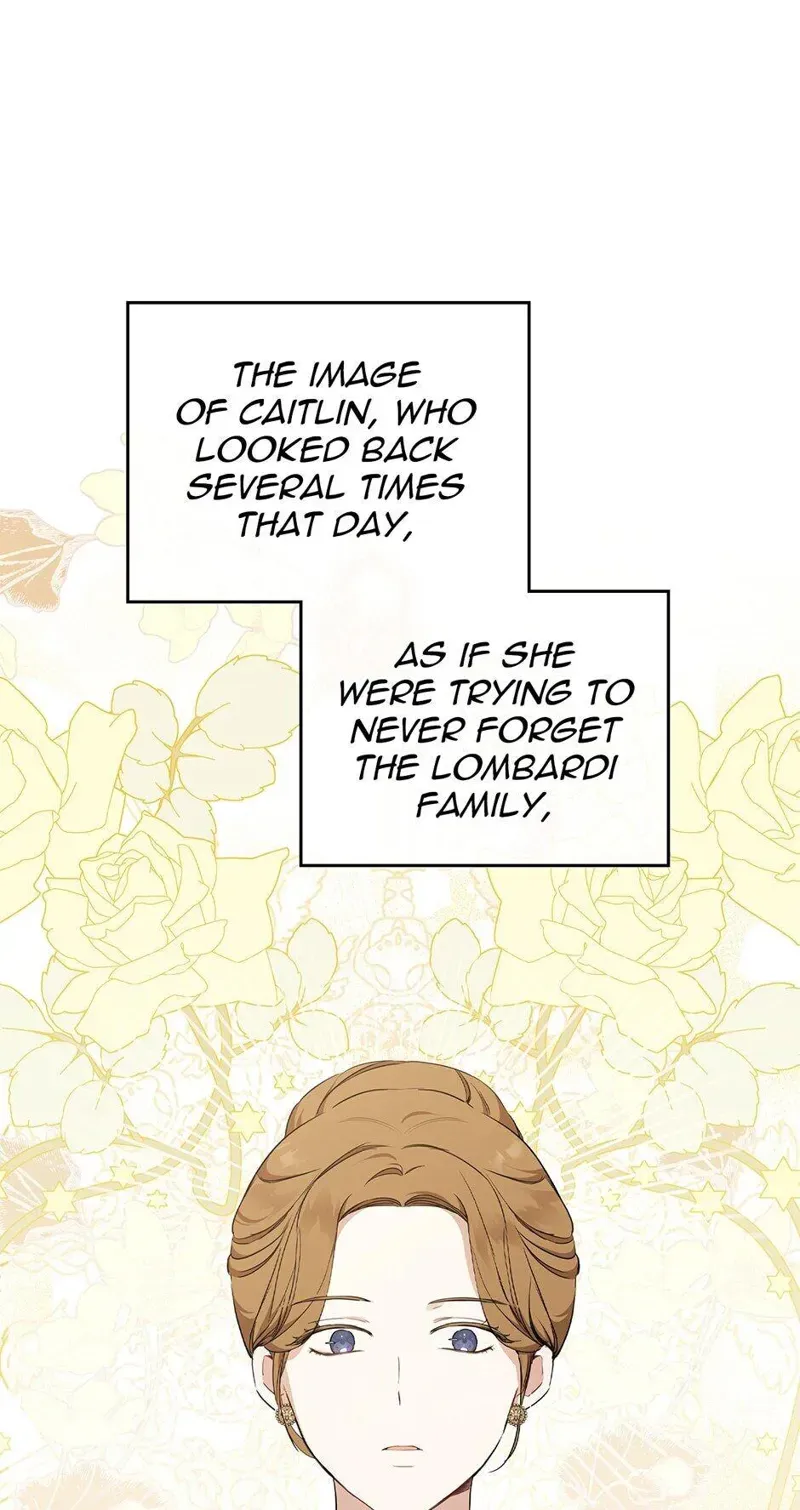 THE IMAGE
OF CAITLIN, WHO
LOOKED BACK
SEVERAL TIMES
THAT DAY,
AS IF SHE
WERE TRYING TO
NEVER FORGET
THE LOMBARDI
FAMILY,